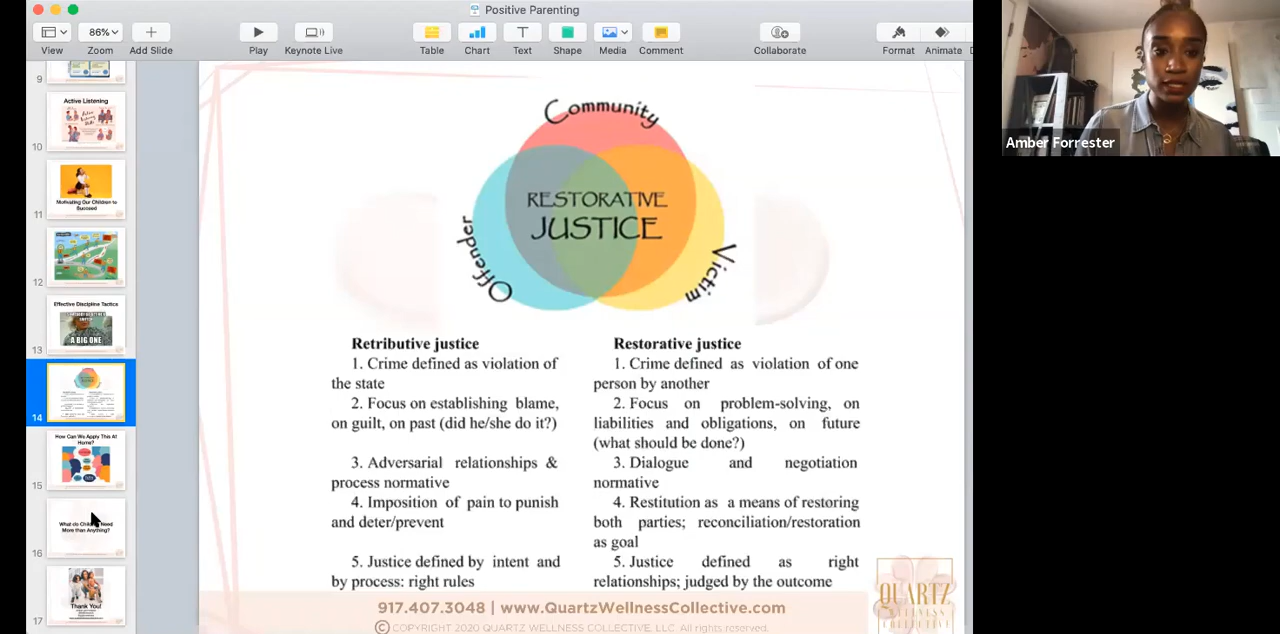 Positive Parenting
86%
View
Zoom
Add Slide
Play
Keynote Live
Table
Chart
Text
Shape
Media
Comment
Collaborate
Format
Animate
Amber Forrester
9
Active Listening
10
Motivating Our Children to
Succeed
11
12
Effective Discipline Tactics
A BIG ONE
13
14
How Can We Apply This At
Home?
15
What do Need
More than Anything?
16
Thank You!
17
Community
Offender
Victim
RESTORATIVE
JUSTICE
Retributive justice
1. Crime defined as violation of
the state
2. Focus on establishing blame,
on guilt, on past (did he/she do it?)
3. Adversarial relationships &
process normative
4. Imposition of pain to punish
and deter/prevent
5. Justice defined by intent and
by process: right rules
Restorative justice
1. Crime defined as violation of one
person by another
2. Focus on problem-solving, on
liabilities and obligations, on future
(what should be done?)
3. Dialogue and negotiation
normative
4. Restitution as a means of restoring
both parties; reconciliation/restoration
as goal
5. Justice defined as right
relationships; judged by the outcome
917.407.3048 | www.QuartzWellnessCollective.com
© COPYRIGHT 2020 QUARTZ WELLNESS COLLECTIVE, LLC. All rights reserved.
QUARTZ
WELLNESS
COLLECTIVE